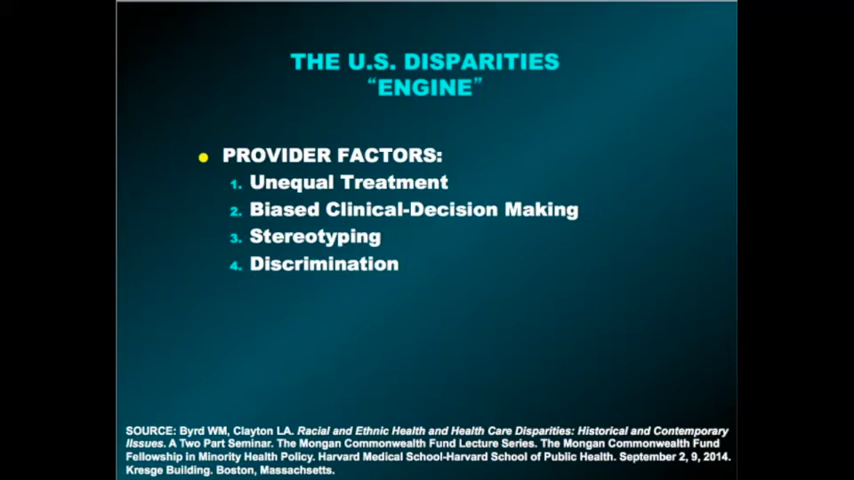 THE U.S. DISPARITIES
“ENGINE”
• PROVIDER FACTORS:
1. Unequal Treatment
2. Biased Clinical-Decision Making
3. Stereotyping
4. Discrimination
SOURCE: Byrd WM, Clayton LA. Racial and Ethnic Health and Health Care Disparities: Historical and Contemporary
IIssues. A Two Part Seminar. The Mongan Commonwealth Fund Lecture Series. The Mongan Commonwealth Fund
Fellowship in Minority Health Policy. Harvard Medical School-Harvard School of Public Health. September 2, 9, 2014.
Kresge Building. Boston, Massachsetts.